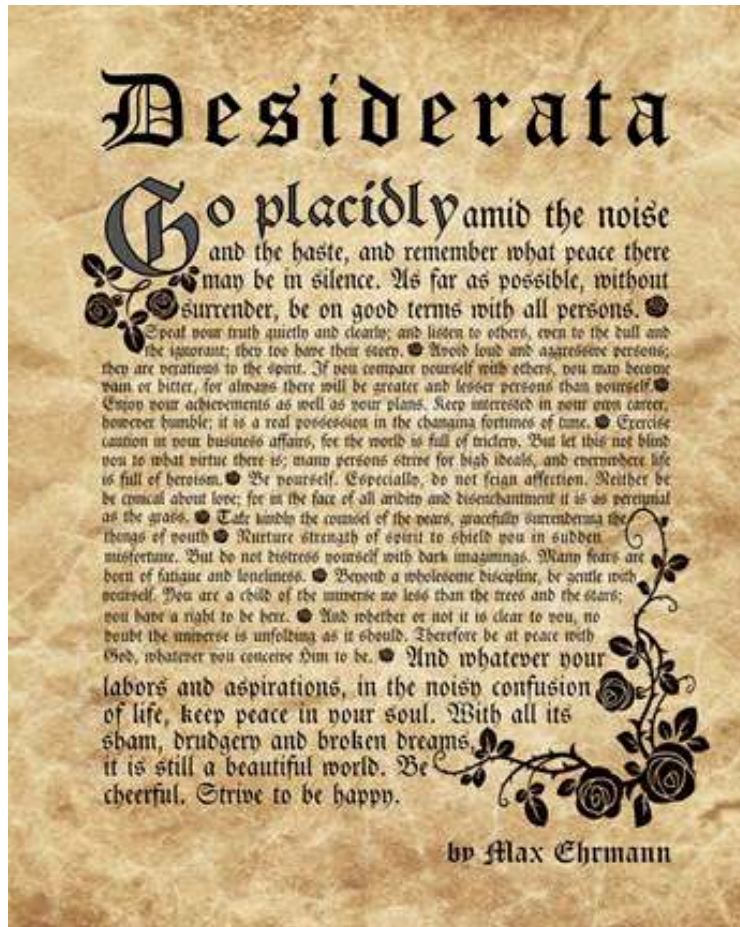 Desiderata
Go placidly amid the noise
and the haste, and remember what peace there
may be in silence. As far as possible, without
surrender, be on good terms with all persons.
Speak your truth quietly and clearly; and listen to others, even to the dull and
the ignorant; they too have their story. Avoid loud and aggressive persons;
they are vexations to the spirit. If you compare yourself with others, you may become
vain or bitter, for always there will be greater and lesser persons than yourself.
Enjoy your achievements as well as your plans. Keep interested in your own career,
however humble; it is a real possession in the changing fortunes of time. Exercise
caution in your business affairs, for the world is full of trickery. But let this not blind
you to what virtue there is; many persons strive for high ideals, and everywhere life
is full of heroism. Be yourself. Especially, do not feign affection. Neither be
be cynical about love; for in the face of all aridity and disenchantment it is as perennial
as the grass. Take kindly the counsel of the years, gracefully surrendering the
things of youth Nurture strength of spirit to shield you in sudden
misfortune. But do not distress yourself with dark imaginings. Many fears are
born of fatigue and loneliness. Beyond a wholesome discipline, be gentle with
yourself. You are a child of the universe no less than the trees and the stars;
you have a right to be here. And whether or not it is clear to you, no
doubt the universe is unfolding as it should. Therefore be at peace with
God, whatever you conceive Him to be. And whatever your
labors and aspirations, in the noisy confusion
of life, keep peace in your soul. With all its
sham, drudgery and broken dreams,
it is still a beautiful world. Be
cheerful. Strive to be happy.
by Max Ehrmann